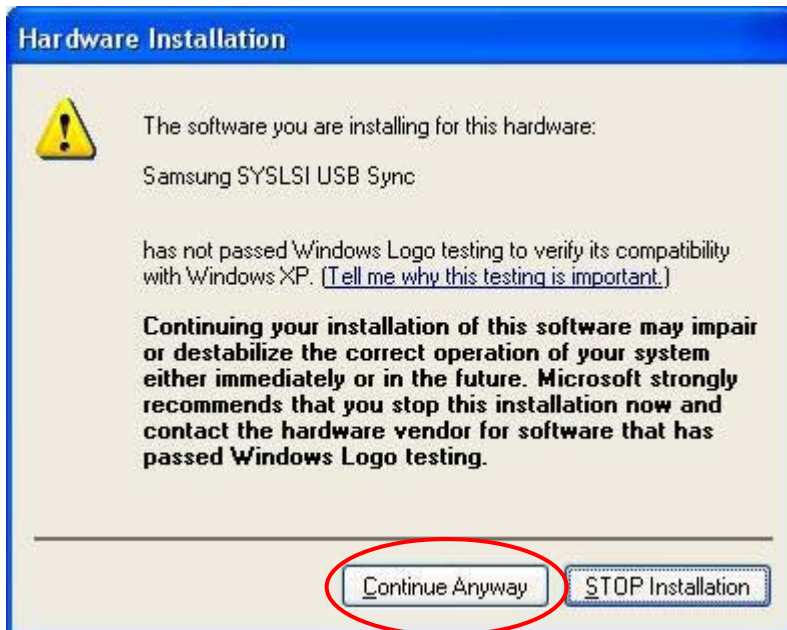 Hardware Installation
The software you are installing for this hardware:
Samsung SYSLSI USB Sync
has not passed Windows Logo testing to verify its compatibility
with Windows XP. (Tell me why this testing is important.)
Continuing your installation of this software may impair
or destabilize the correct operation of your system
either immediately or in the future. Microsoft strongly
recommends that you stop this installation now and
contact the hardware vendor for software that has
passed Windows Logo testing.
Continue Anyway
STOP Installation